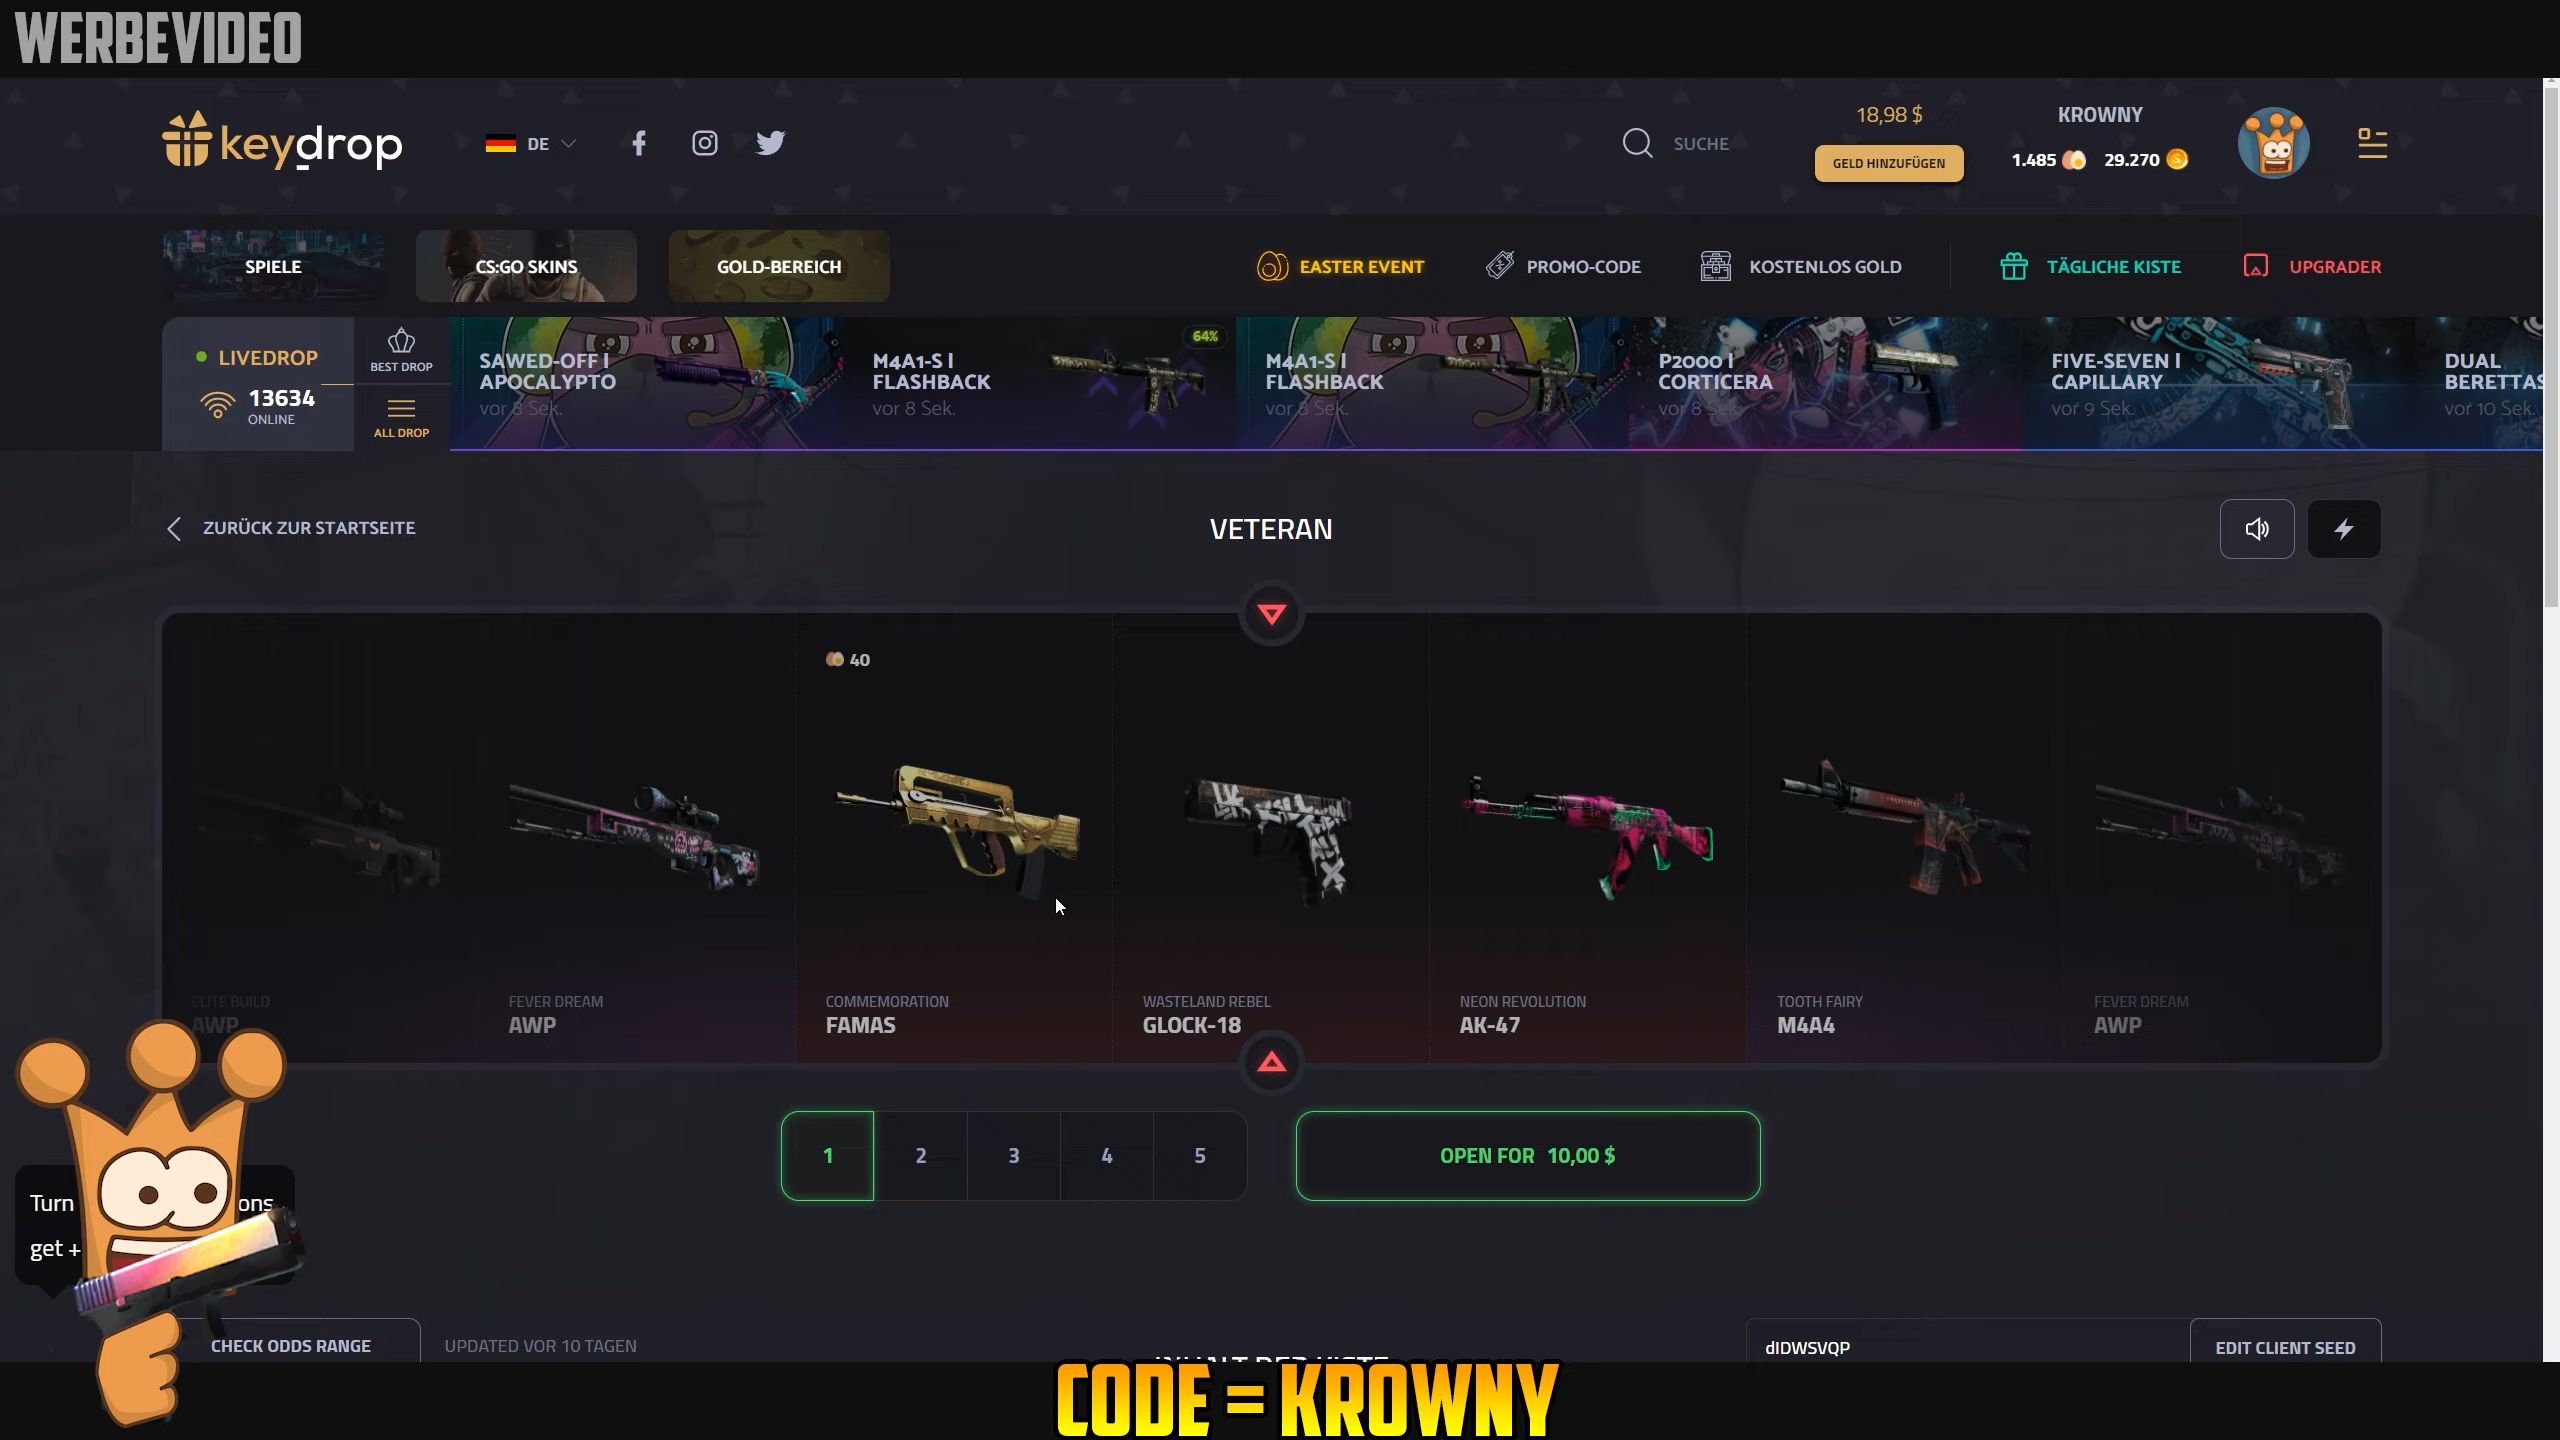 WERBEVIDEO
keydrop
DE
SUCHE
18,98 $
GELD HINZUFÜGEN
KROWNY
1.485 29.270
SPIELE
CS:GO SKINS
GOLD-BEREICH
EASTER EVENT
PROMO-CODE
KOSTENLOS GOLD
TÄGLICHE KISTE
UPGRADER
LIVEDROP
13634
ONLINE
BEST DROP
ALL DROP
SAWED-OFF |
APOCALYPTO
vor 8 Sek.
64%
M4A1-S |
FLASHBACK
vor 8 Sek.
M4A1-S |
FLASHBACK
vor 8 Sek.
P2000 |
CORTICERA
vor 8 Sek.
FIVE-SEVEN |
CAPILLARY
vor 9 Sek.
DUAL
BERETTAS
vor 10 Sek.
ZURÜCK ZUR STARTSEITE
VETERAN
40
ELITE BUILD
AWP
FEVER DREAM
AWP
COMMEMORATION
FAMAS
WASTELAND REBEL
GLOCK-18
NEON REVOLUTION
AK-47
TOOTH FAIRY
M4A4
FEVER DREAM
AWP
1 2 3 4 5
OPEN FOR 10,00 $
Turn ons
get +
CHECK ODDS RANGE
UPDATED VOR 10 TAGEN
INHALT DER KISTE
dIDWSVQP
EDIT CLIENT SEED
CODE = KROWNY